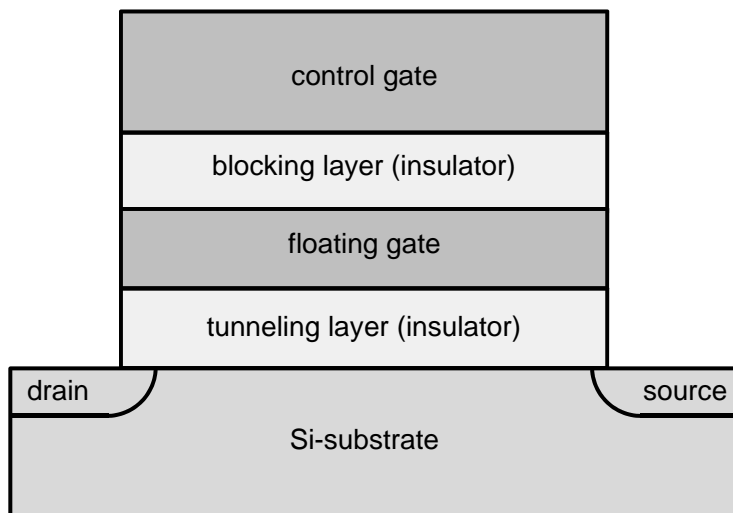 control gate
blocking layer (insulator)
floating gate
tunneling layer (insulator)
drain
source
Si-substrate